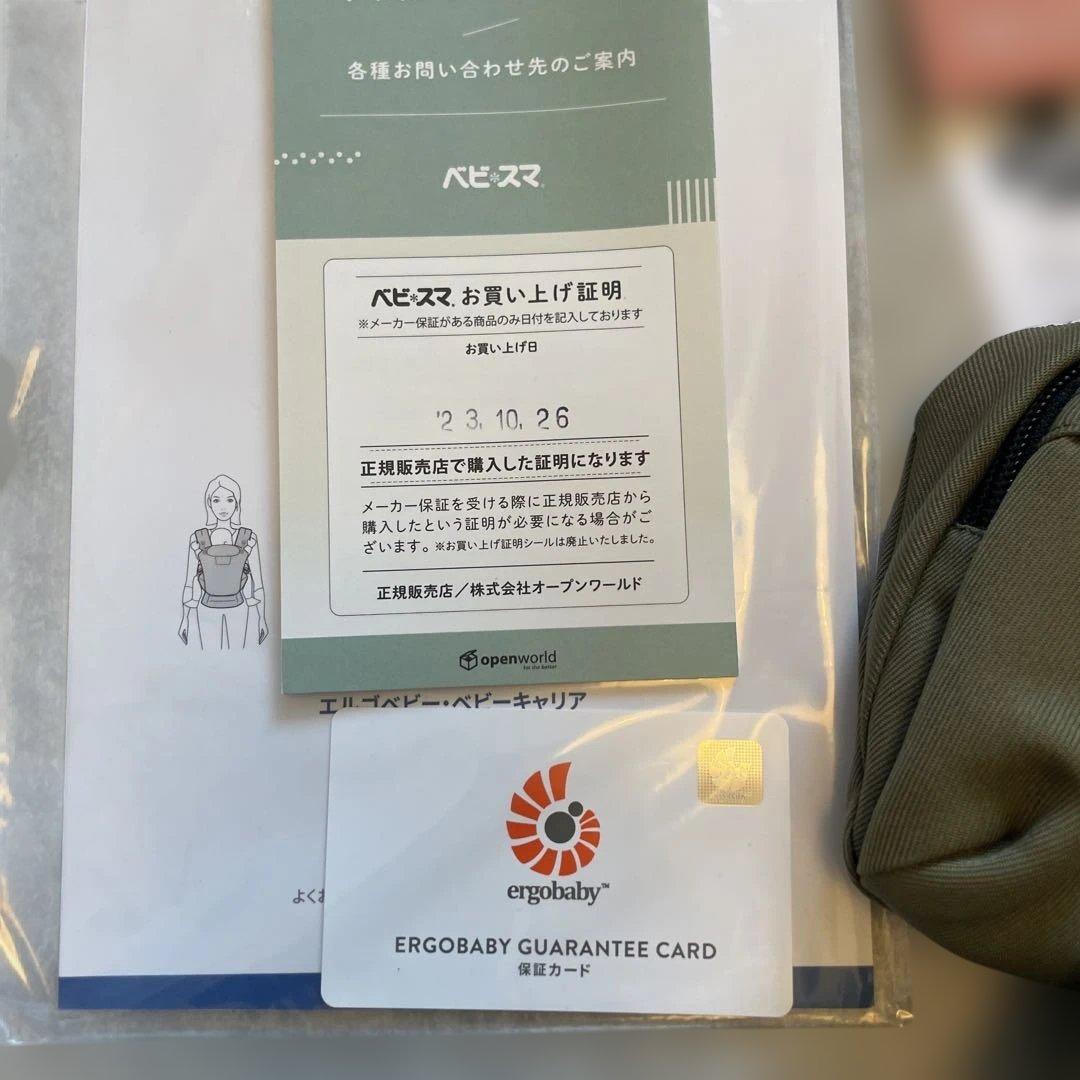 各種お問い合わせ先のご案内
ベビ*スマ
ベビ*スマ お買い上げ証明
※メーカー保証がある商品のみ日付を記入しております
お買い上げ日
'23.10.26
正規販売店で購入した証明になります
メーカー保証を受ける際に正規販売店から
購入したという証明が必要になる場合がご
ざいます。※お買い上げ証明シールは廃止いたしました。
正規販売店/株式会社オープンワールド
openworld
for the better
エルゴベビー・ベビーキャリア
ergobaby™
よくお
ERGOBABY GUARANTEE CARD
保証カード